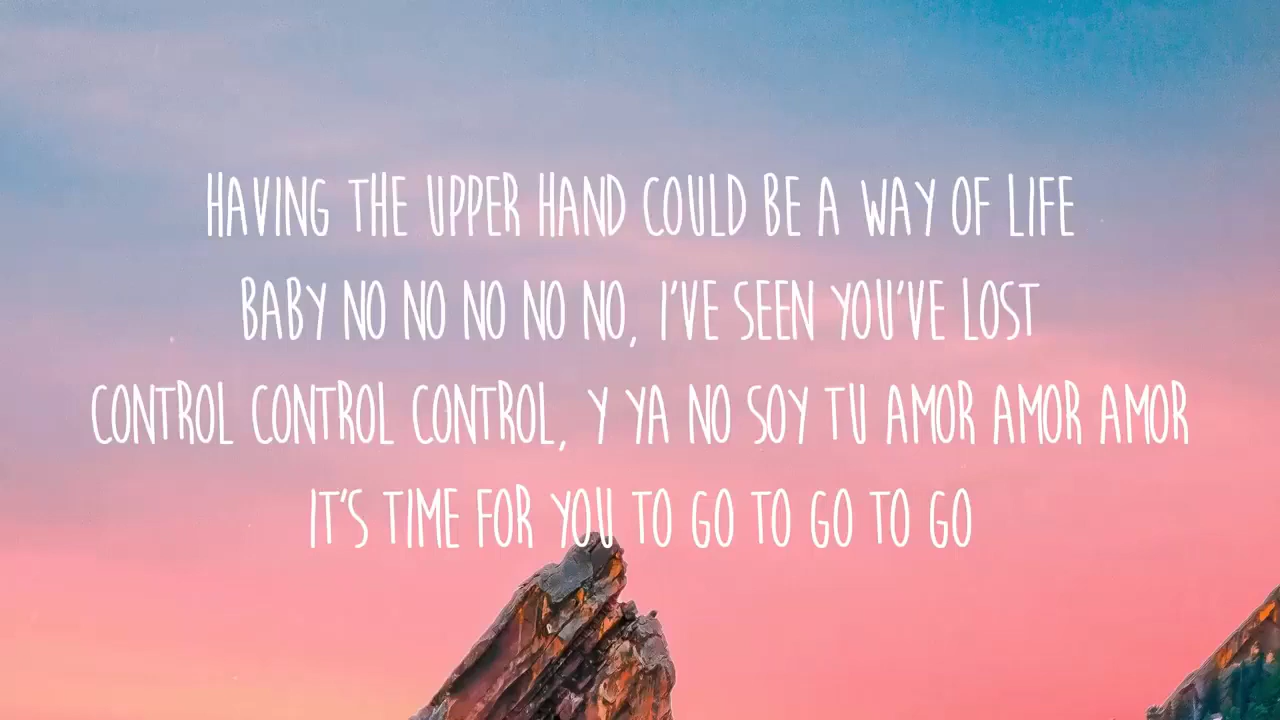 HAVING THE UPPER HAND COULD BE A WAY OF LIFE
BABY NO NO NO NO NO, I'VE SEEN YOU'VE LOST
CONTROL CONTROL CONTROL, Y YA NO SOY TU AMOR AMOR AMOR
IT'S TIME FOR YOU TO GO TO GO TO GO